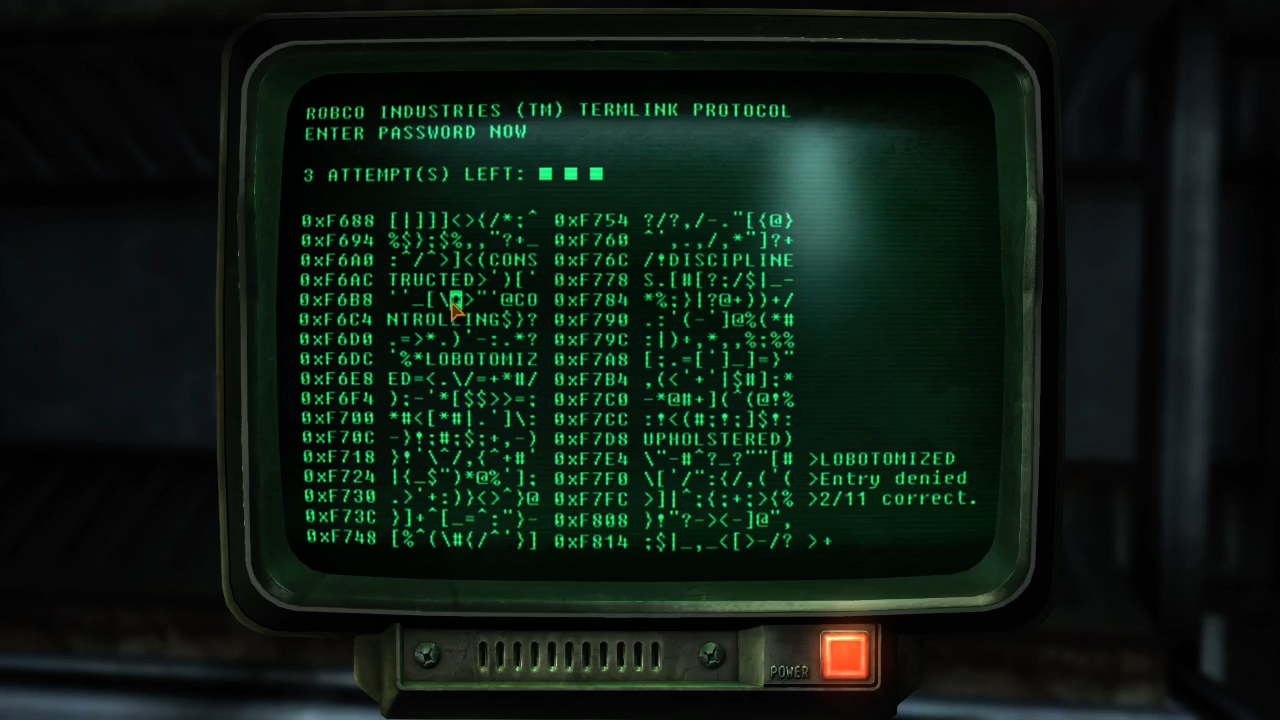 ROBCO INDUSTRIES (TM) TERMLINK PROTOCOL
ENTER PASSWORD NOW
3 ATTEMPT(S) LEFT: ■ ■ ■
0xF688 [|]]]<>{/*;^ 0xF754 ?/?,/-."[{@}
0xF694 %$};$%,,"?+_ 0xF760 ^',.,/,*"]?+
0xF6A0 :^/^>]<(CONS 0xF76C /!DISCIPLINE
0xF6AC TRUCTED>')[' 0xF778 S.[#[?;/$|_-
0xF6B8 ''_[\ >"'@CO 0xF784 *%;}|?@+))+/
0xF6C4 NTROLLING$}? 0xF790 .:'(-']@%(*#
0xF6D0 .=>*.)'-:.*? 0xF79C :|)+,*,,%;%%
0xF6DC '%*LOBOTOMIZ 0xF7A8 [;.=[']_]=}"
0xF6E8 ED=<.\/=+*#/ 0xF7B4 ,(<'+'|$#];*
0xF6F4 );-'*[$$>>=; 0xF7C0 -*@#+](^(@!%
0xF700 *#<[*#|.']\: 0xF7CC :!<(#;!;]$!:
0xF70C -}!;#;$;+,-) 0xF7D8 UPHOLSTERED)
0xF718 }!'\^/,{^+#' 0xF7E4 \"-#^?_?""[# >LOBOTOMIZED
0xF724 |{_$")*@%']; 0xF7F0 \['/":{/,('( >Entry denied
0xF730 .>'+:)}<>^}@ 0xF7FC >]|^;{;+;>{% >2/11 correct.
0xF73C }]+^[_=^:"}- 0xF808 }!"?-><-]@",
0xF748 [%^(\#{/^'}] 0xF814 ;$|_,_<[>-/? >+
POWER